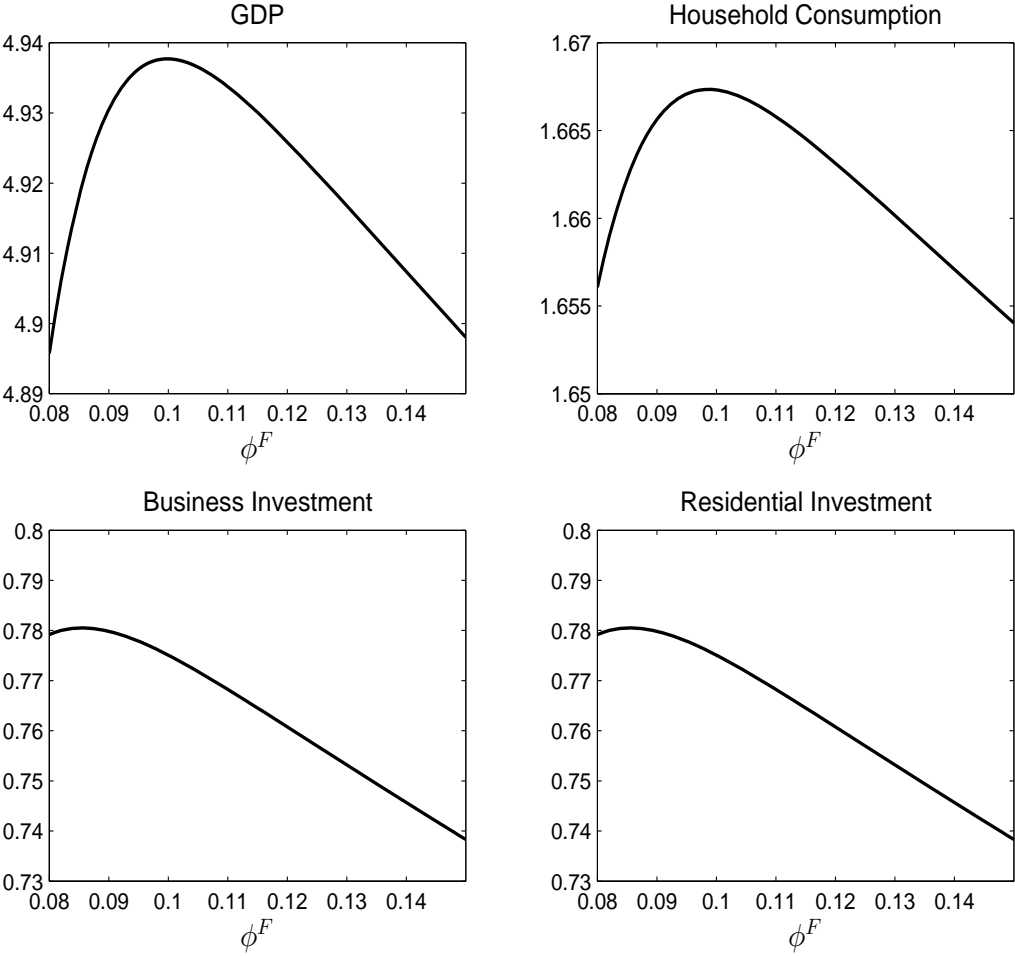 GDP
4.94
4.93
4.92
4.91
4.9
4.89
0.08 0.09 0.1 0.11 0.12 0.13 0.14
ϕ^F
Household Consumption
1.67
1.665
1.66
1.655
1.65
0.08 0.09 0.1 0.11 0.12 0.13 0.14
ϕ^F
Business Investment
0.8
0.79
0.78
0.77
0.76
0.75
0.74
0.73
0.08 0.09 0.1 0.11 0.12 0.13 0.14
ϕ^F
Residential Investment
0.8
0.79
0.78
0.77
0.76
0.75
0.74
0.73
0.08 0.09 0.1 0.11 0.12 0.13 0.14
ϕ^F